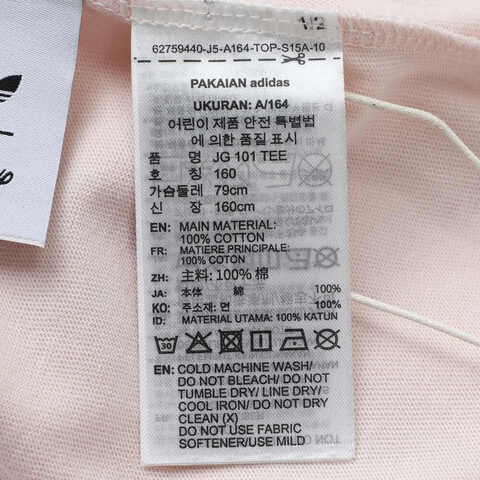 1/2
62759440-J5-A164-TOP-S15A-10
PAKAIAN adidas
UKURAN: A/164
어린이 제품 안전 특별법
에 의한 품질 표시
품 명 JG 101 TEE
호 칭 160
가슴둘레 79cm
신 장 160cm
EN: MAIN MATERIAL:
100% COTTON
FR: MATIERE PRINCIPALE:
100% COTON
ZH: 主料: 100% 棉
JA: 本体 綿 100%
KO: 주소재: 면 100%
ID: MATERIAL UTAMA: 100% KATUN
30
EN: COLD MACHINE WASH/
DO NOT BLEACH/ DO NOT
TUMBLE DRY/ LINE DRY/
COOL IRON/ DO NOT DRY
CLEAN (X)
DO NOT USE FABRIC
SOFTENER/USE MILD